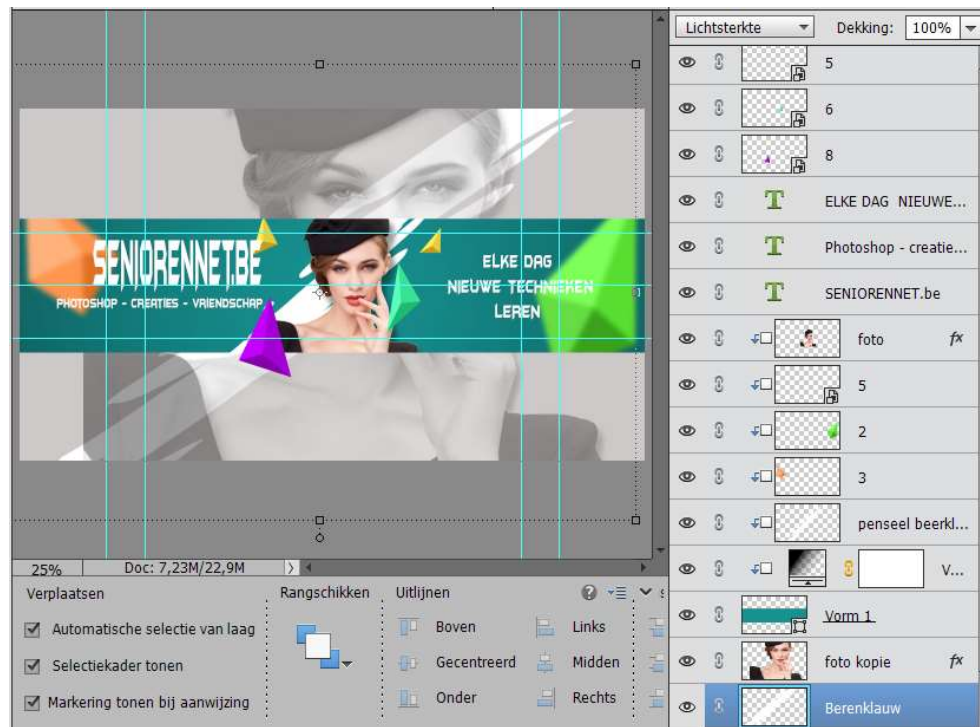 SENIORENNET.BE
PHOTOSHOP - CREATIES - VRIENDSCHAP
ELKE DAG
NIEUWE TECHNIEKEN
LEREN
25%
Doc: 7,23M/22,9M
Verplaatsen
Automatische selectie van laag
Selectiekader tonen
Markering tonen bij aanwijzing
Rangschikken
Uitlijnen
Boven
Links
Gecentreerd
Midden
Onder
Rechts
Lichtsterkte
Dekking: 100%
5
6
8
T ELKE DAG NIEUWE...
T Photoshop - creatie...
T SENIORENNET.be
foto fx
5
2
3
penseel beerkl...
V...
Vorm 1
foto kopie fx
Berenklauw